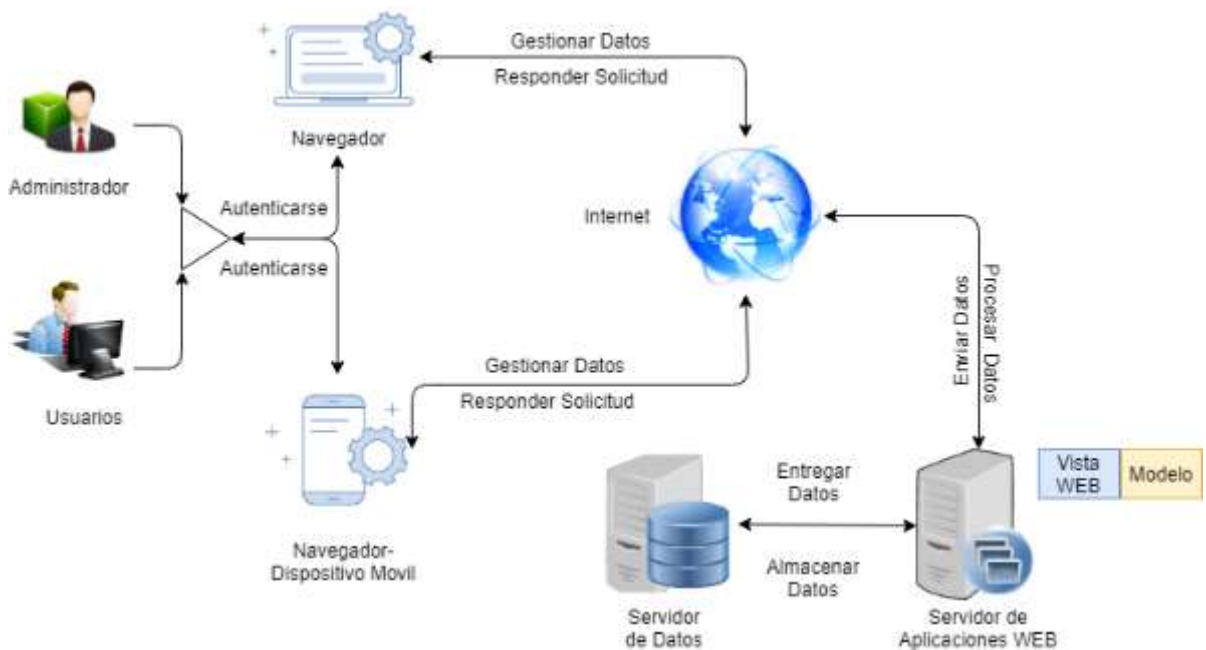 Gestionar Datos
Responder Solicitud
Navegador
Administrador
Autenticarse
Autenticarse
Internet
Usuarios
Gestionar Datos
Responder Solicitud
Enviar Datos
Procesar Datos
Navegador-
Dispositivo Movil
Entregar
Datos
Almacenar
Datos
Vista
WEB
Modelo
Servidor
de Datos
Servidor de
Aplicaciones WEB